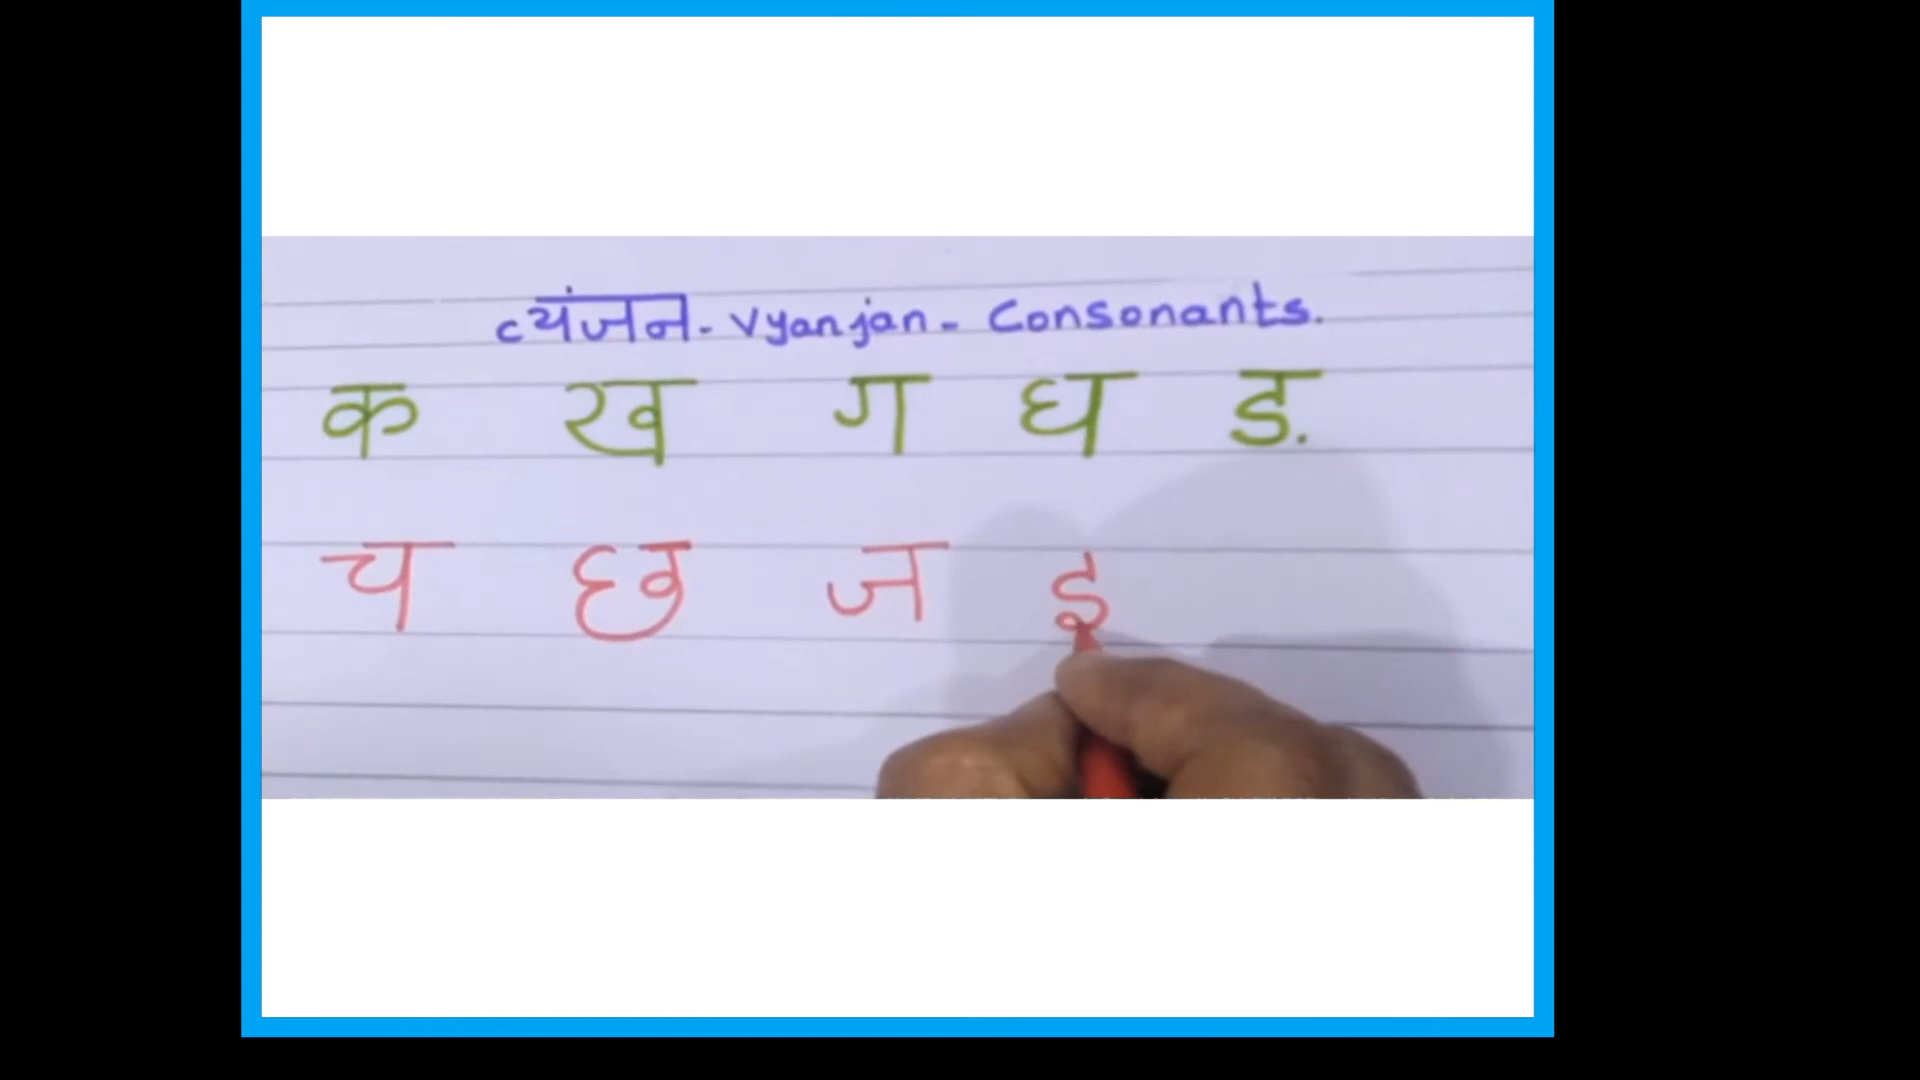 व्यंजन - Vyanjan - Consonants.
क ख ग घ ङ
च छ ज इ